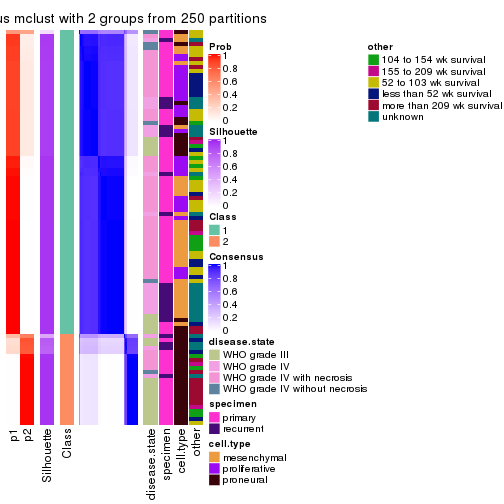 us mclust with 2 groups from 250 partitions
Prob
1
0.8
0.6
0.4
0.2
0
Silhouette
1
0.8
0.6
0.4
0.2
0
Class
1
2
Consensus
1
0.8
0.6
0.4
0.2
0
disease.state
WHO grade III
WHO grade IV
WHO grade IV with necrosis
WHO grade IV without necrosis
specimen
primary
recurrent
cell.type
mesenchymal
proliferative
proneural
other
104 to 154 wk survival
155 to 209 wk survival
52 to 103 wk survival
less than 52 wk survival
more than 209 wk survival
unknown
p1
p2
Silhouette
Class
disease.state
specimen
cell.type
other